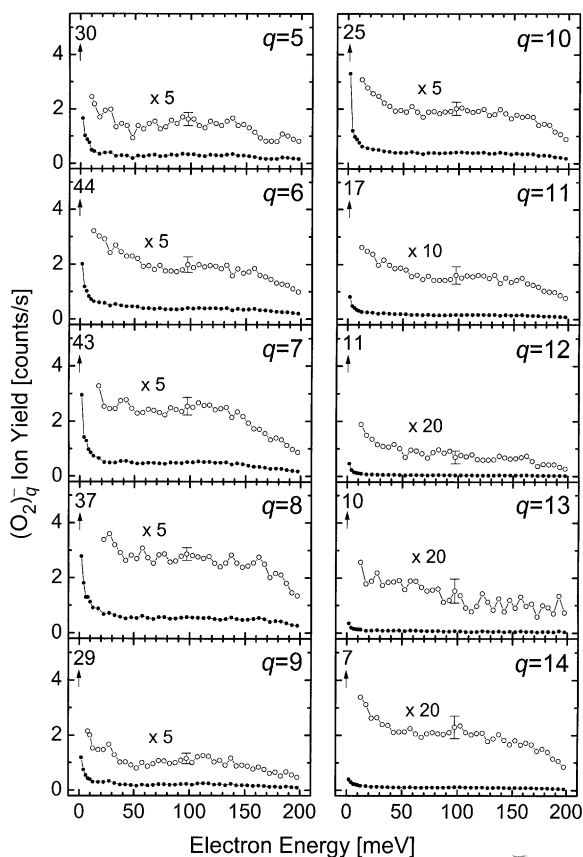 30
q=5
x 5
4
2
0
44
q=6
x 5
4
2
0
43
q=7
x 5
4
2
0
37
q=8
x 5
4
2
0
29
q=9
x 5
4
2
0
0 50 100 150 200
25
q=10
x 5
17
q=11
x 10
11
q=12
x 20
10
q=13
x 20
7
q=14
x 20
0 50 100 150 200
(O₂)q⁻ Ion Yield [counts/s]
Electron Energy [meV]